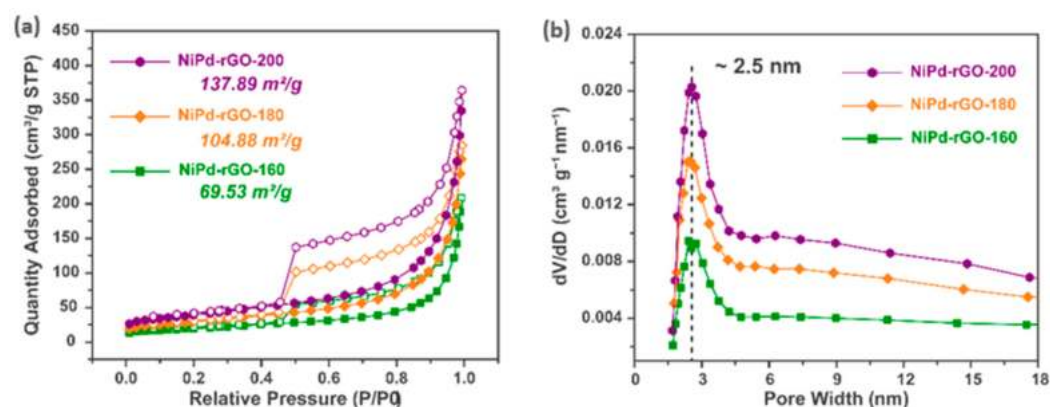 (a)
450
400
350
300
250
200
150
100
50
0
Quantity Adsorbed (cm³/g STP)
NiPd-rGO-200
137.89 m²/g
NiPd-rGO-180
104.88 m²/g
NiPd-rGO-160
69.53 m²/g
0.0 0.2 0.4 0.6 0.8 1.0
Relative Pressure (P/P0)
(b)
0.024
0.020
0.016
0.012
0.008
0.004
dV/dD (cm³ g⁻¹ nm⁻¹)
~ 2.5 nm
NiPd-rGO-200
NiPd-rGO-180
NiPd-rGO-160
0 3 6 9 12 15 18
Pore Width (nm)